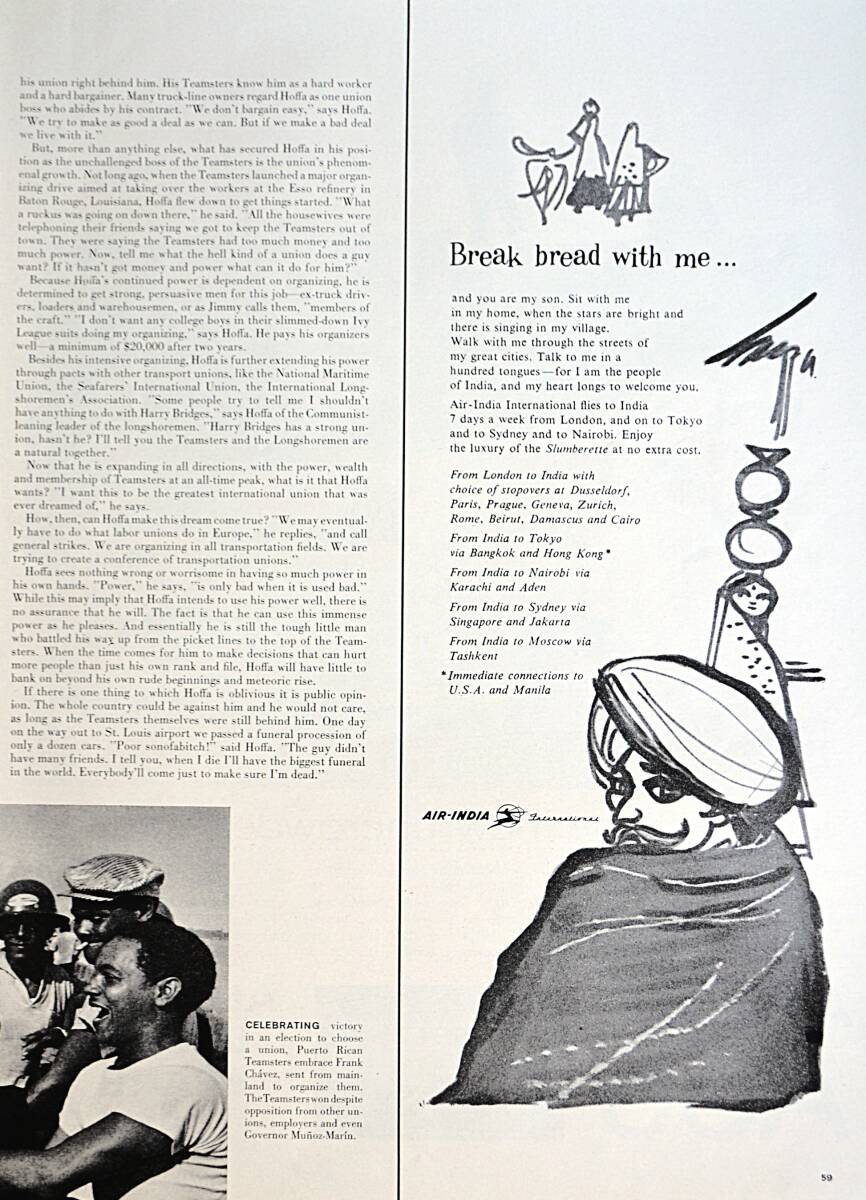 his union right behind him. His Teamsters know him as a hard worker
and a hard bargainer. Many truck-line owners regard Hoffa as one union
boss who abides by his contract. "We don't bargain easy," says Hoffa.
"We try to make as good a deal as we can. But if we make a bad deal
we live with it."
But, more than anything else, what has secured Hoffa in his posi-
tion as the unchallenged boss of the Teamsters is the union's phenom-
enal growth. Not long ago, when the Teamsters launched a major organ-
izing drive aimed at taking over the workers at the Esso refinery in
Baton Rouge, Louisiana, Hoffa flew down to get things started. "What
a ruckus was going on down there," he said. "All the housewives were
telephoning their friends saying we got to keep the Teamsters out of
town. They were saying the Teamsters had too much money and too
much power. Now, tell me what the hell kind of a union does a guy
want? If it hasn't got money and power what can it do for him?"
Because Hoffa's continued power is dependent on organizing, he is
determined to get strong, persuasive men for this job—ex-truck driv-
ers, loaders and warehousemen, or as Jimmy calls them, "members of
the craft." "I don't want any college boys in their slimmed-down Ivy
League suits doing my organizing," says Hoffa. He pays his organizers
well—a minimum of $20,000 after two years.
Besides his intensive organizing, Hoffa is further extending his power
through pacts with other transport unions, like the National Maritime
Union, the Seafarers' International Union, the International Long-
shoremen's Association. "Some people try to tell me I shouldn't
have anything to do with Harry Bridges," says Hoffa of the Communist-
leaning leader of the longshoremen. "Harry Bridges has a strong un-
ion, hasn't he? I'll tell you the Teamsters and the Longshoremen are
a natural together."
Now that he is expanding in all directions, with the power, wealth
and membership of Teamsters at an all-time peak, what is it that Hoffa
wants? "I want this to be the greatest international union that was
ever dreamed of," he says.
How, then, can Hoffa make this dream come true? "We may eventual-
ly have to do what labor unions do in Europe," he replies, "and call
general strikes. We are organizing in all transportation fields. We are
trying to create a conference of transportation unions."
Hoffa sees nothing wrong or worrisome in having so much power in
his own hands. "Power," he says, "is only bad when it is used bad."
While this may imply that Hoffa intends to use his power well, there is
no assurance that he will. The fact is that he can use this immense
power as he pleases. And essentially he is still the tough little man
who battled his way up from the picket lines to the top of the Team-
sters. When the time comes for him to make decisions that can hurt
more people than just his own rank and file, Hoffa will have little to
bank on beyond his own rude beginnings and meteoric rise.
If there is one thing to which Hoffa is oblivious it is public opin-
ion. The whole country could be against him and he would not care,
as long as the Teamsters themselves were still behind him. One day
on the way out to St. Louis airport we passed a funeral procession of
only a dozen cars. "Poor sonofabitch!" said Hoffa. "The guy didn't
have many friends. I tell you, when I die I'll have the biggest funeral
in the world. Everybody'll come just to make sure I'm dead."
CELEBRATING victory
in an election to choose
a union, Puerto Rican
Teamsters embrace Frank
Chávez, sent from main-
land to organize them.
The Teamsters won despite
opposition from other un-
ions, employers and even
Governor Muñoz-Marín.
Break bread with me...
and you are my son. Sit with me
in my home, when the stars are bright and
there is singing in my village.
Walk with me through the streets of
my great cities. Talk to me in a
hundred tongues—for I am the people
of India, and my heart longs to welcome you.
Air-India International flies to India
7 days a week from London, and on to Tokyo
and to Sydney and to Nairobi. Enjoy
the luxury of the Slumberette at no extra cost.
From London to India with
choice of stopovers at Dusseldorf,
Paris, Prague, Geneva, Zurich,
Rome, Beirut, Damascus and Cairo
From India to Tokyo
via Bangkok and Hong Kong*
From India to Nairobi via
Karachi and Aden
From India to Sydney via
Singapore and Jakarta
From India to Moscow via
Tashkent
*Immediate connections to
U.S.A. and Manila
AIR-INDIA International
59